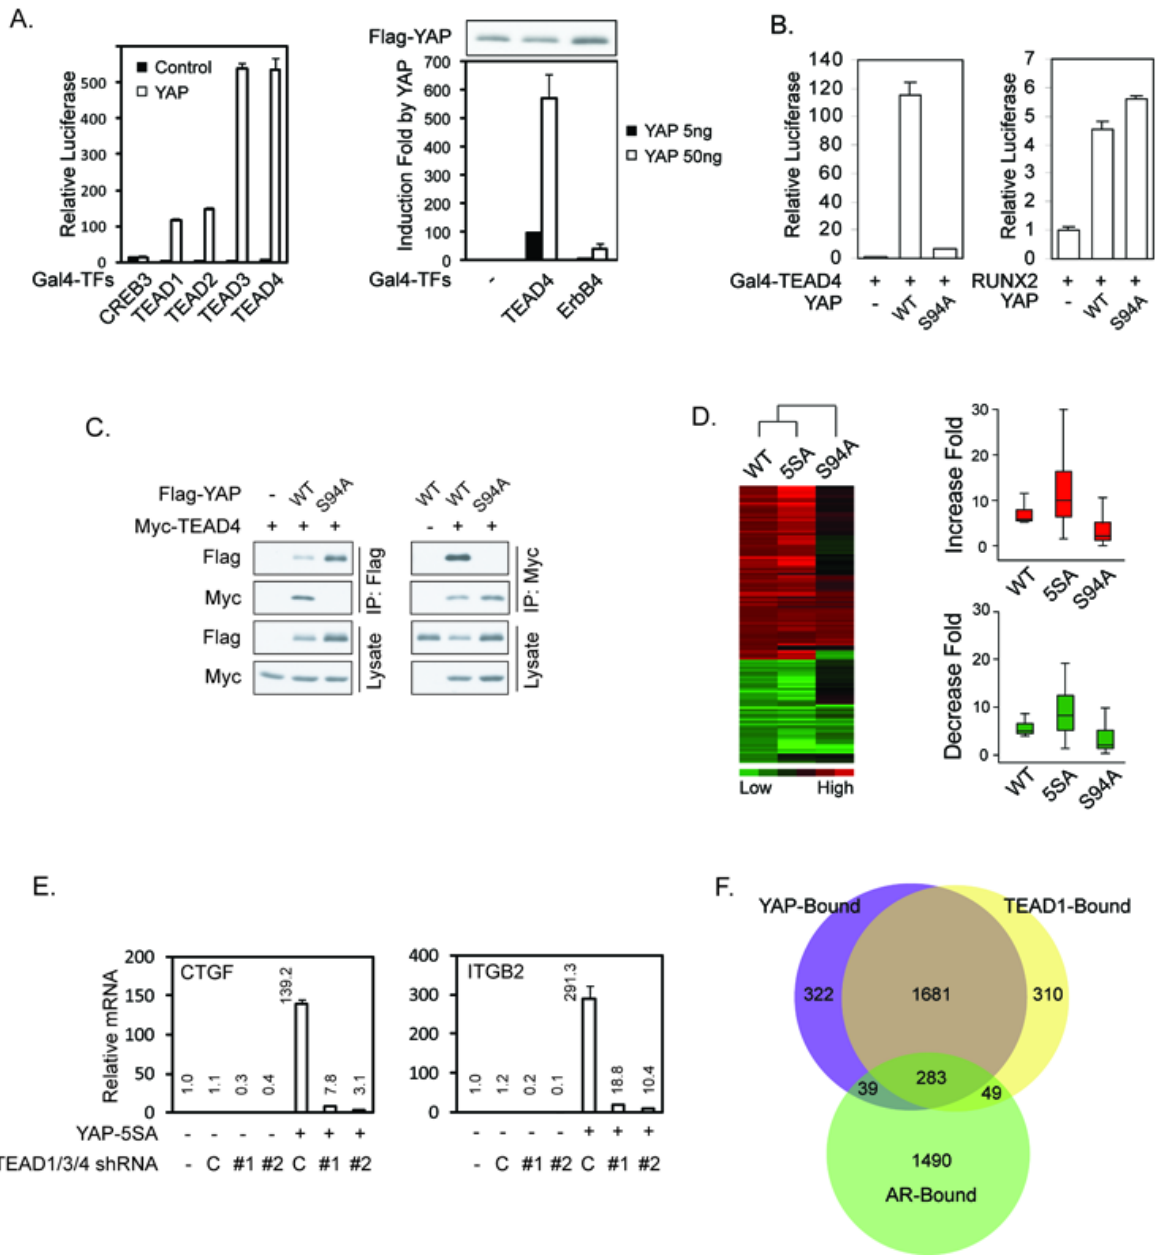 A.
Relative Luciferase
500
400
300
200
100
0
Control
YAP
Gal4-TFs
CREB3
TEAD1
TEAD2
TEAD3
TEAD4
Flag-YAP
Induction Fold by YAP
700
600
500
400
300
200
100
0
YAP 5ng
YAP 50ng
Gal4-TFs
-
TEAD4
ErbB4
B.
Relative Luciferase
140
120
100
80
60
40
20
0
Gal4-TEAD4 + + +
YAP - WT S94A
Relative Luciferase
7
6
5
4
3
2
1
0
RUNX2 + + +
YAP - WT S94A
C.
Flag-YAP - WT S94A WT WT S94A
Myc-TEAD4 + + + - + +
Flag
Myc
IP: Flag
IP: Myc
Flag
Myc
Lysate
Lysate
D.
WT 5SA S94A
Low High
Increase Fold
30
20
10
0
WT 5SA S94A
Decrease Fold
30
20
10
0
WT 5SA S94A
E.
Relative mRNA
200
150
100
50
0
CTGF
1.0 1.1 0.3 0.4 139.2 7.8 3.1
YAP-5SA - - - - + + +
TEAD1/3/4 shRNA - C #1 #2 C #1 #2
400
300
200
100
0
ITGB2
1.0 1.2 0.2 0.1 291.3 18.8 10.4
- - - - + + +
- C #1 #2 C #1 #2
F.
YAP-Bound
TEAD1-Bound
322 1681 310
39 283 49
1490
AR-Bound